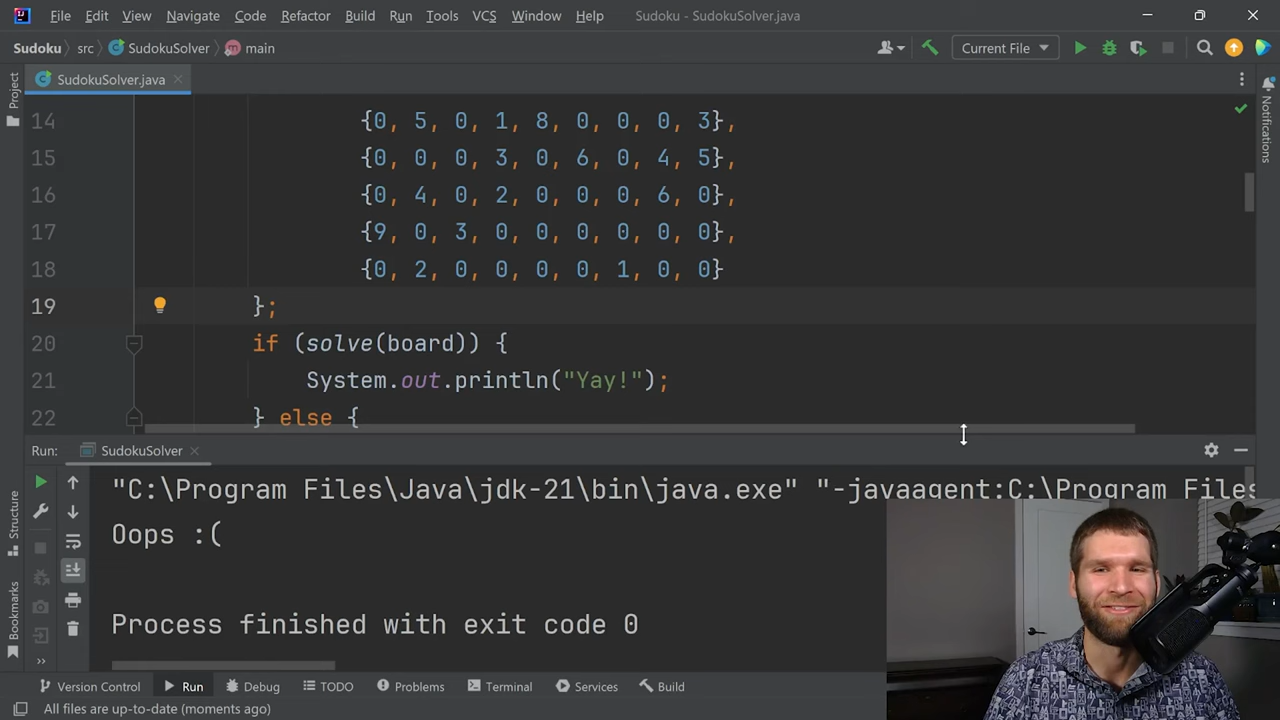 File Edit View Navigate Code Refactor Build Run Tools VCS Window Help Sudoku - SudokuSolver.java
Sudoku src SudokuSolver main Current File
SudokuSolver.java
Project
Notifications
14 {0, 5, 0, 1, 8, 0, 0, 0, 3},
15 {0, 0, 0, 3, 0, 6, 0, 4, 5},
16 {0, 4, 0, 2, 0, 0, 0, 6, 0},
17 {9, 0, 3, 0, 0, 0, 0, 0, 0},
18 {0, 2, 0, 0, 0, 0, 1, 0, 0}
19 };
20 if (solve(board)) {
21 System.out.println("Yay!");
22 } else {
Run: SudokuSolver
"C:\Program Files\Java\jdk-21\bin\java.exe" "-javaagent:C:\Program Files
Oops :(
Process finished with exit code 0
Structure
Bookmarks
Version Control Run Debug TODO Problems Terminal Services Build
All files are up-to-date (moments ago)